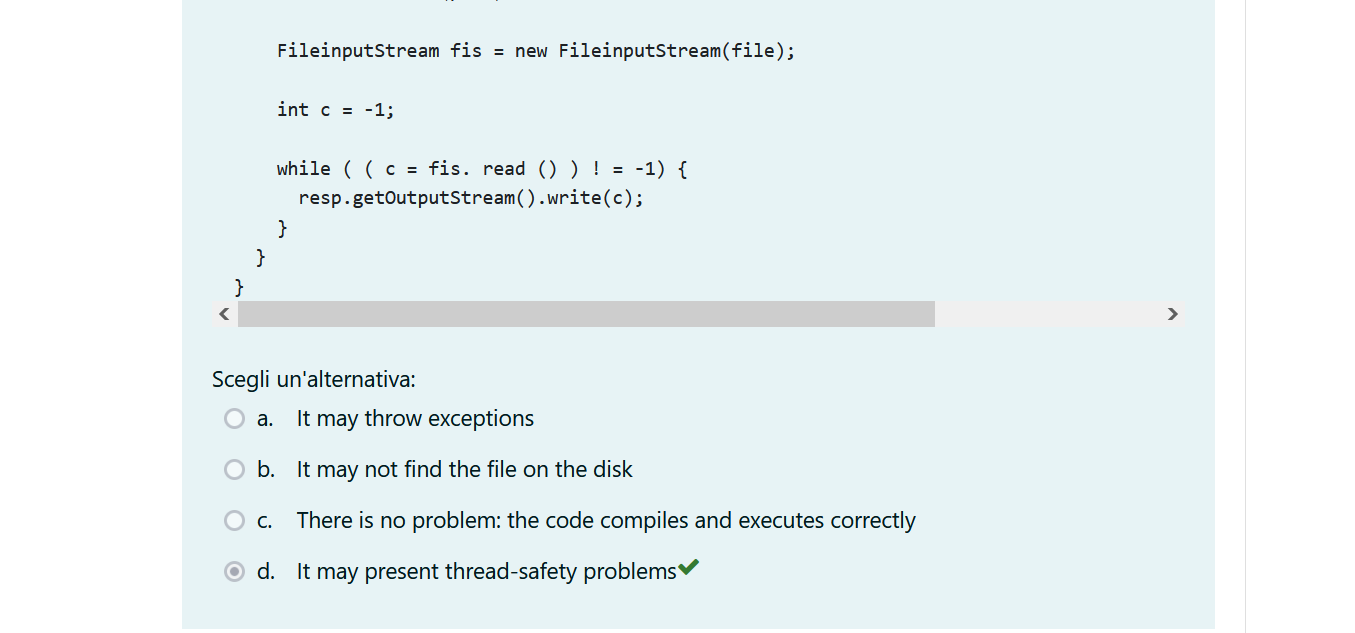 FileinputStream fis = new FileinputStream(file);
int c = -1;
while ( ( c = fis. read () ) ! = -1) {
resp.getOutputStream().write(c);
}
}
}
Scegli un'alternativa:
a. It may throw exceptions
b. It may not find the file on the disk
c. There is no problem: the code compiles and executes correctly
d. It may present thread-safety problems